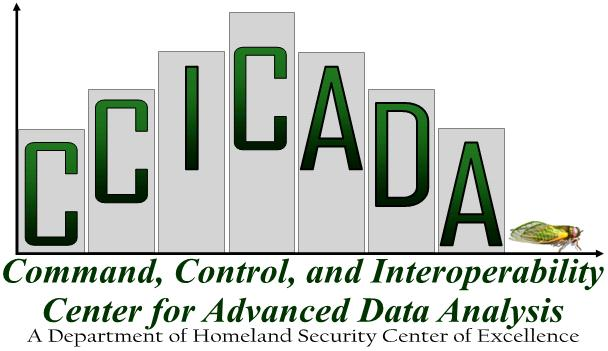 CCICADA
Command, Control, and Interoperability
Center for Advanced Data Analysis
A Department of Homeland Security Center of Excellence